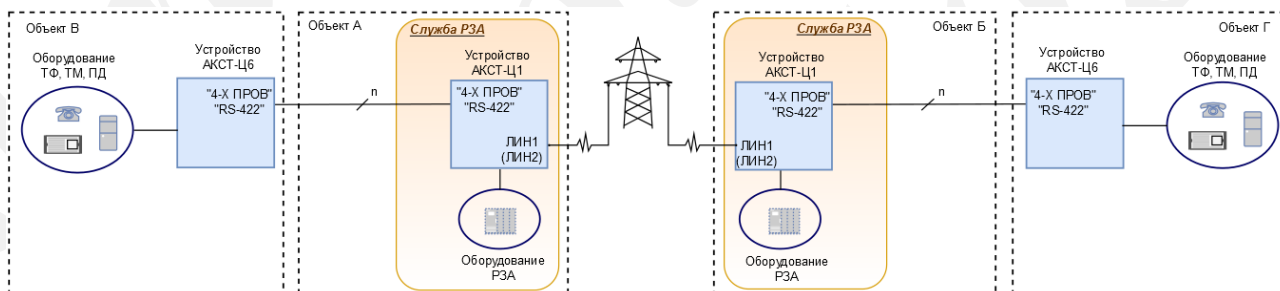 Объект В
Оборудование
ТФ, ТМ, ПД
Устройство
АКСТ-Ц6
"4-Х ПРОВ"
"RS-422"
n
Объект А
Служба РЗА
Устройство
АКСТ-Ц1
"4-Х ПРОВ"
"RS-422"
ЛИН1
(ЛИН2)
Оборудование
РЗА
Служба РЗА
Объект Б
Устройство
АКСТ-Ц1
"4-Х ПРОВ"
"RS-422"
ЛИН1
(ЛИН2)
Оборудование
РЗА
n
Объект Г
Устройство
АКСТ-Ц6
"4-Х ПРОВ"
"RS-422"
Оборудование
ТФ, ТМ, ПД